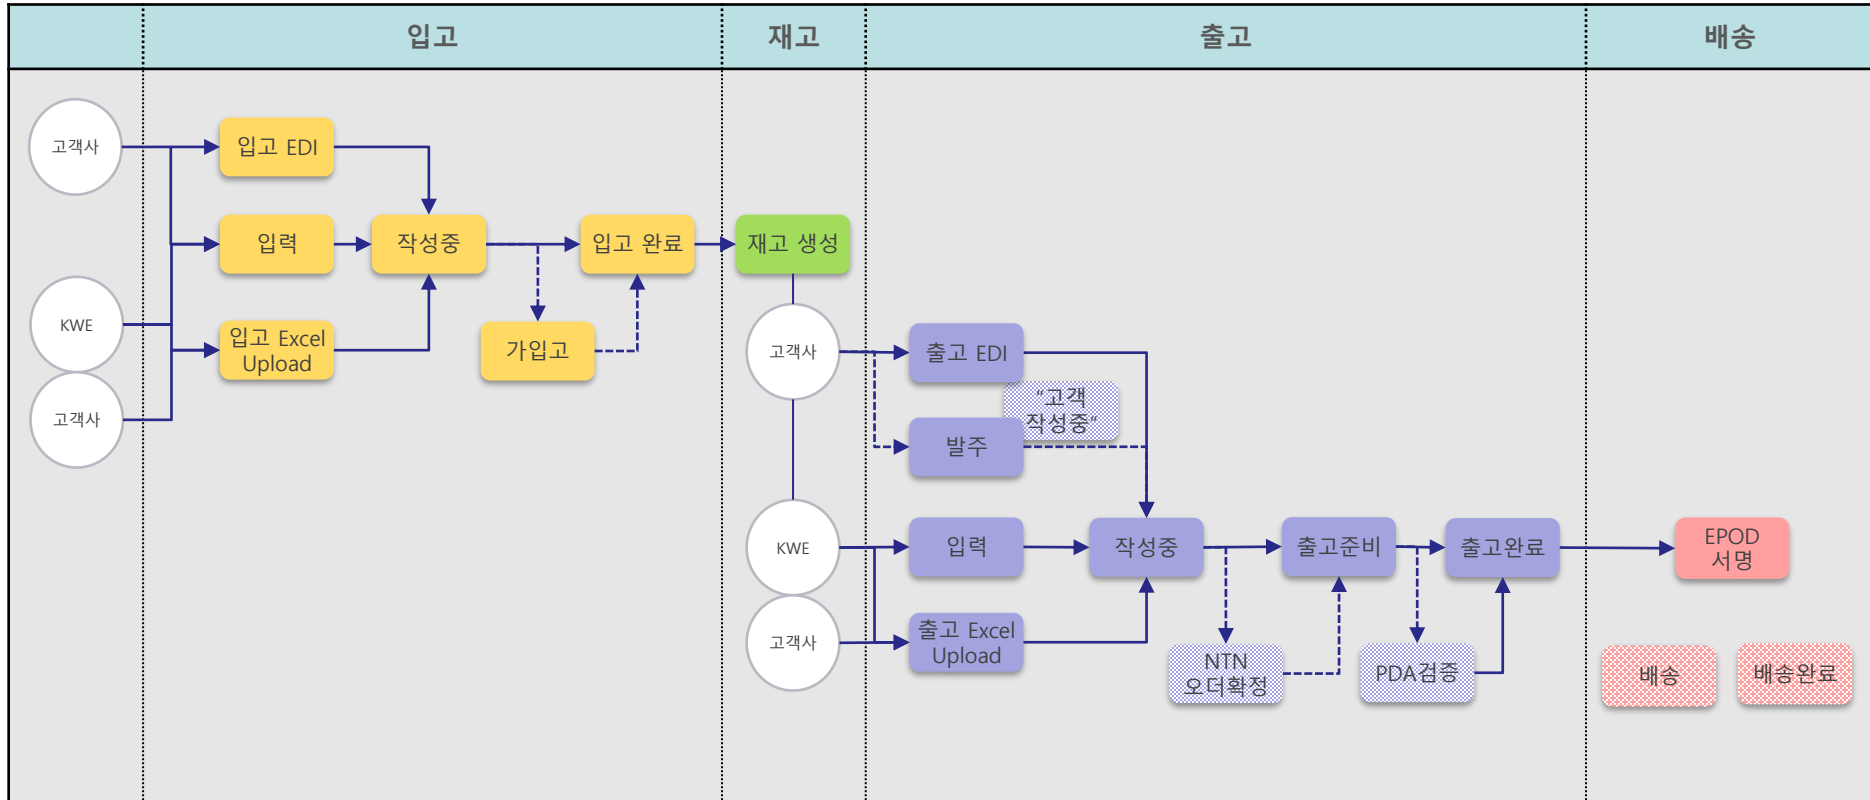 입고
재고
출고
배송
고객사
입고 EDI
입력
작성중
입고 완료
재고 생성
KWE
입고 Excel
Upload
가입고
고객사
고객사
출고 EDI
“고객
작성중“
발주
KWE
입력
작성중
출고준비
출고완료
EPOD
서명
고객사
출고 Excel
Upload
NTN
오더확정
PDA검증
배송
배송완료